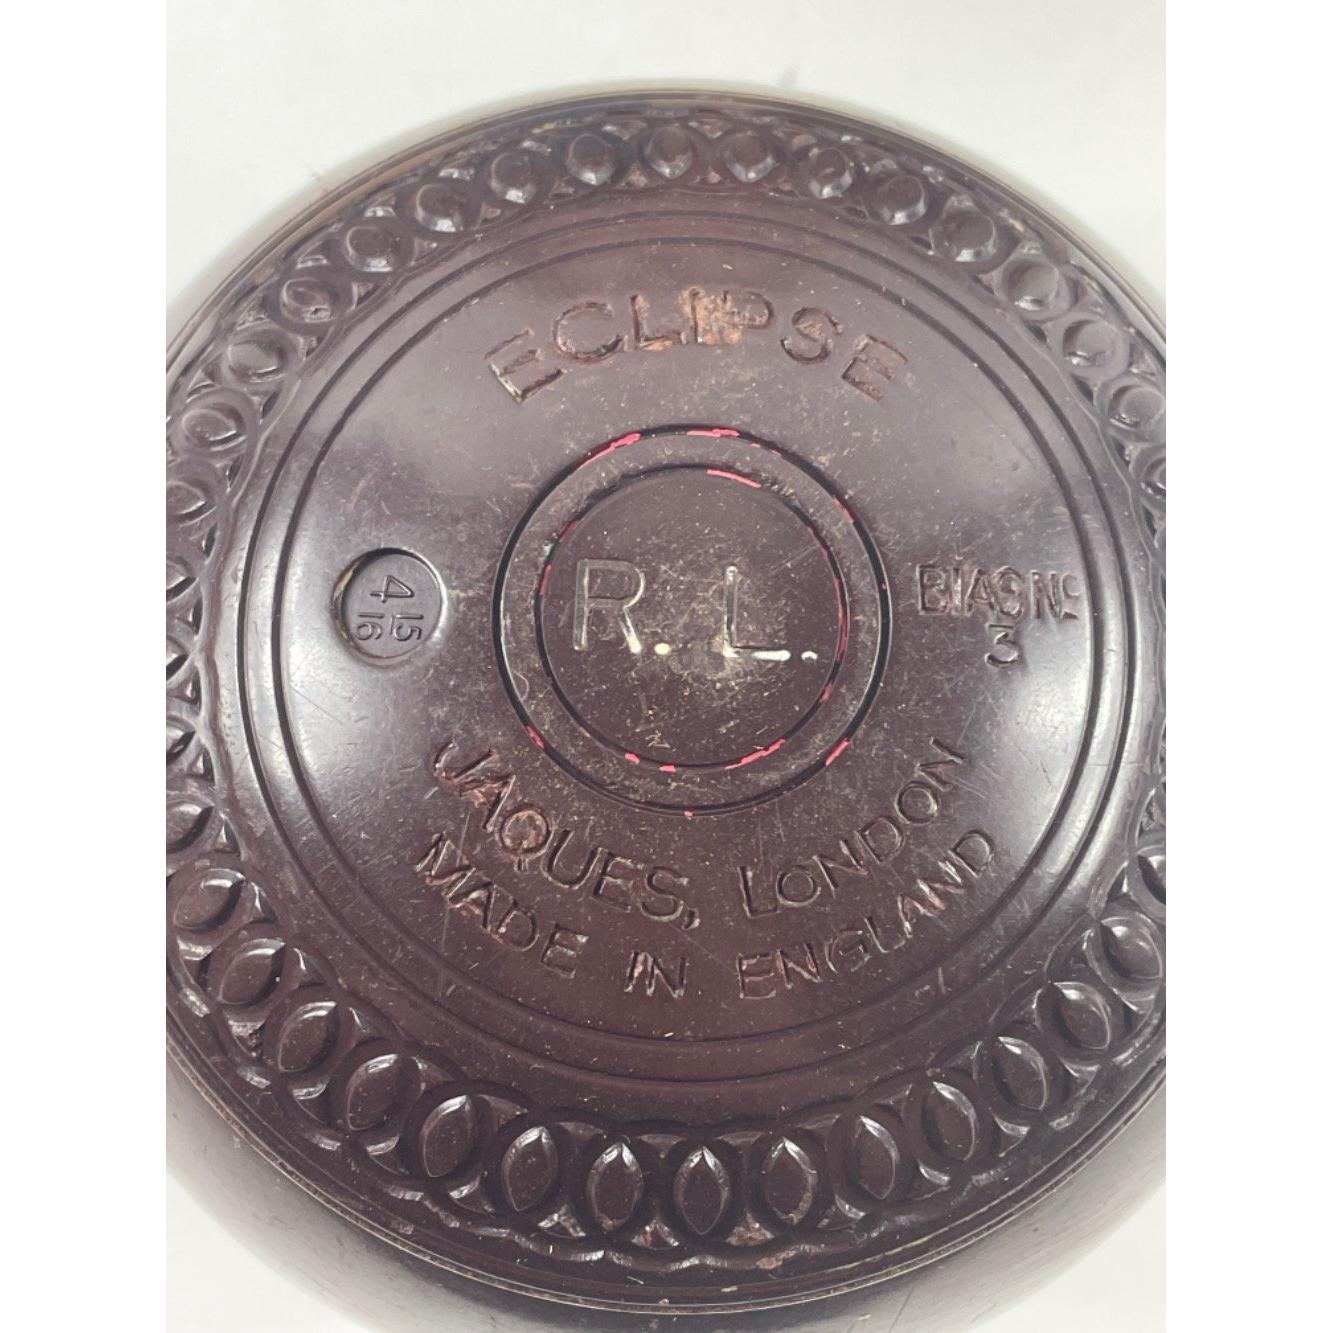 ECLIPSE
4 15/16
R. L.
BIAS Nº
3
JAQUES, LONDON
MADE IN ENGLAND